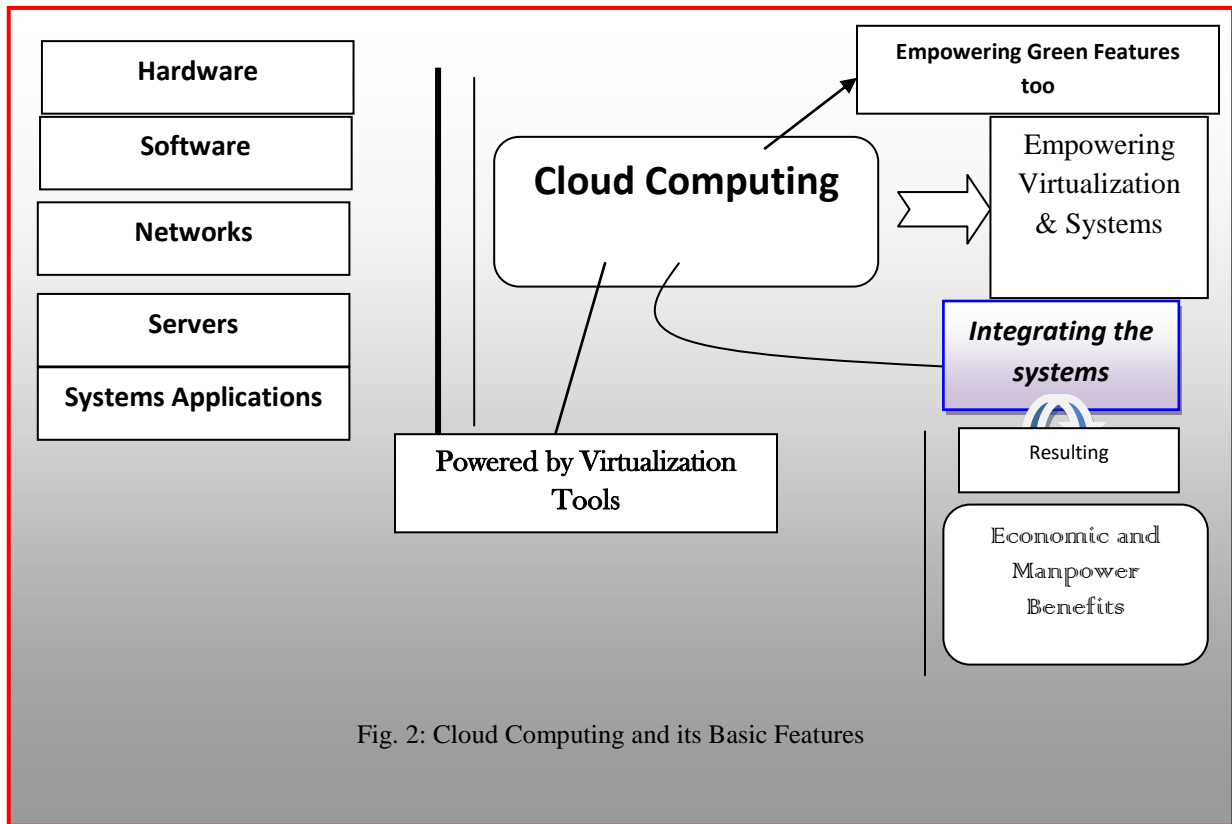 Hardware
Software
Networks
Servers
Systems Applications
Cloud Computing
Powered by Virtualization
Tools
Empowering Green Features
too
Empowering
Virtualization
& Systems
Integrating the
systems
Resulting
Economic and
Manpower
Benefits
Fig. 2: Cloud Computing and its Basic Features